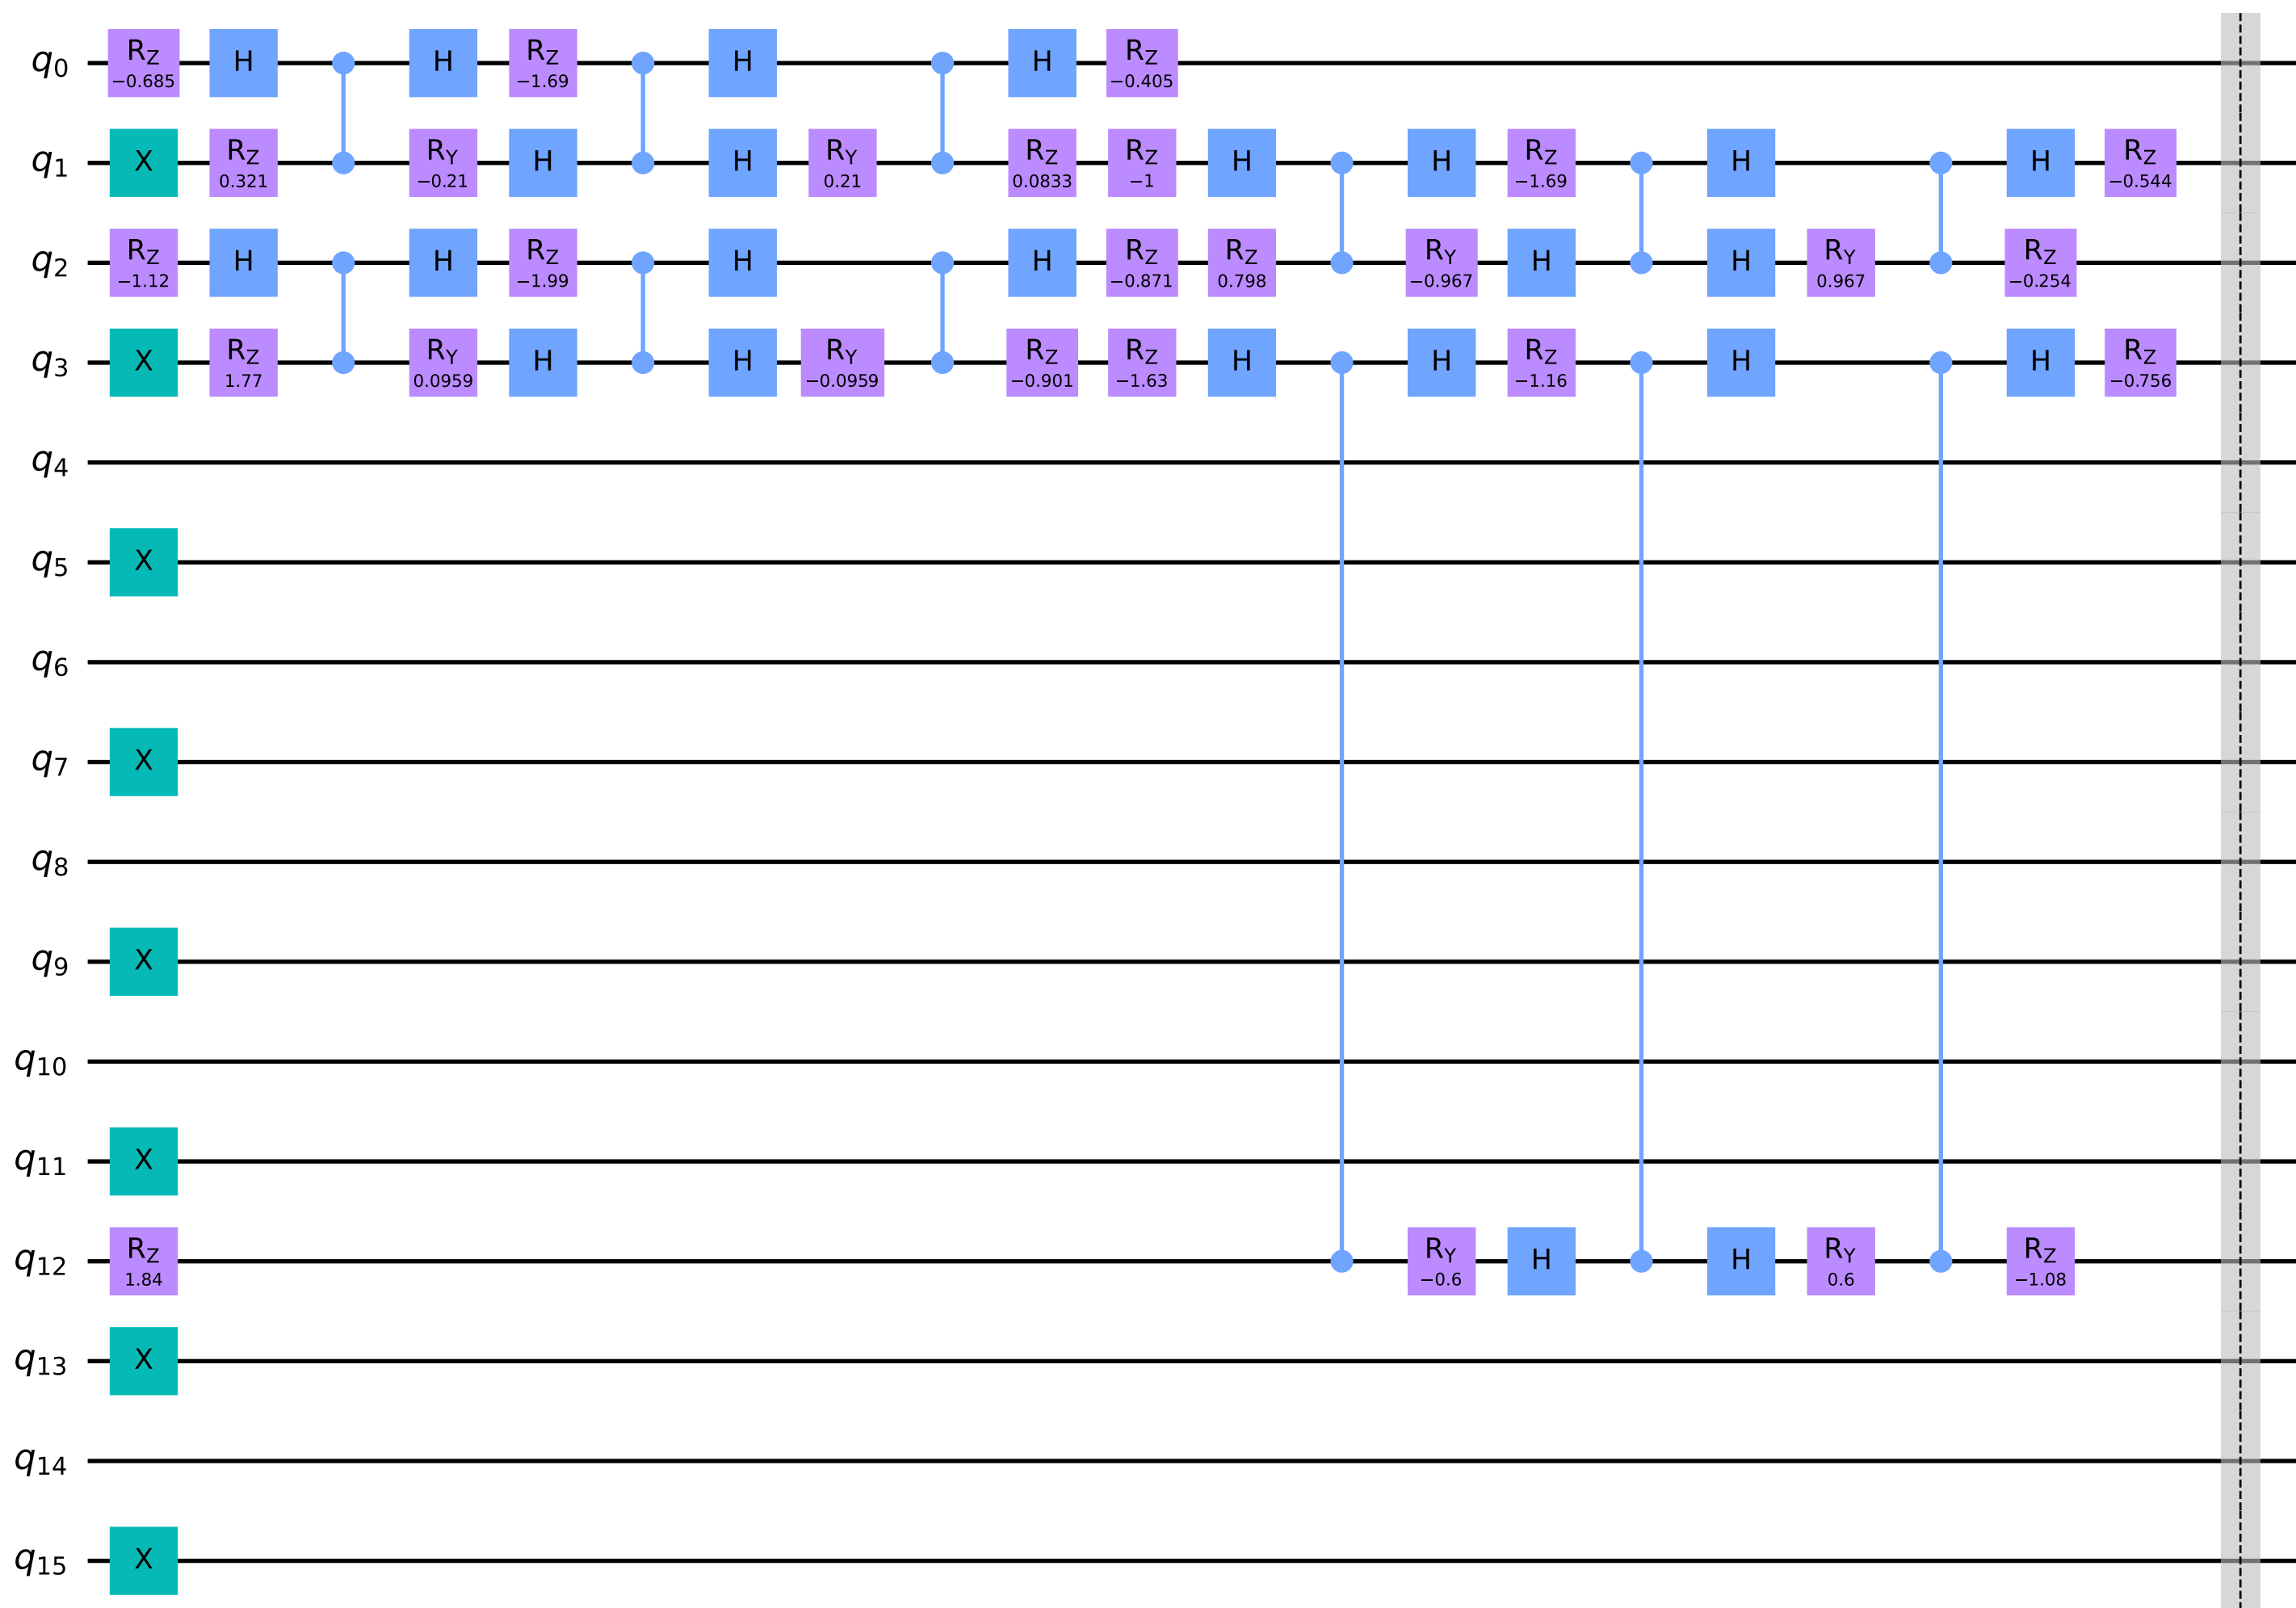 q0 RZ −0.685 H H RZ −1.69 H H RZ −0.405
q1 X RZ 0.321 RY −0.21 H H RY 0.21 RZ 0.0833 RZ −1 H H RZ −1.69 H H RZ −0.544
q2 RZ −1.12 H H RZ −1.99 H H RZ −0.871 RZ 0.798 RY −0.967 H H RY 0.967 RZ −0.254
q3 X RZ 1.77 RY 0.0959 H H RY −0.0959 RZ −0.901 RZ −1.63 H H RZ −1.16 H H RZ −0.756
q4
q5 X
q6
q7 X
q8
q9 X
q10
q11 X
q12 RZ 1.84 RY −0.6 H H RY 0.6 RZ −1.08
q13 X
q14
q15 X